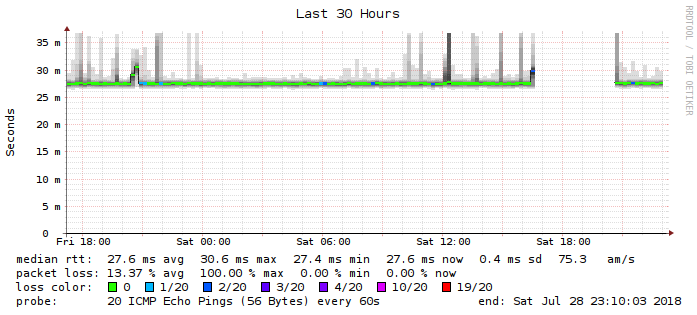 Last 30 Hours
RRDTOOL / TOBI OETIKER
Seconds
35 m
30 m
25 m
20 m
15 m
10 m
5 m
0
Fri 18:00 Sat 00:00 Sat 06:00 Sat 12:00 Sat 18:00
median rtt: 27.6 ms avg 30.6 ms max 27.4 ms min 27.6 ms now 0.4 ms sd 75.3 am/s
packet loss: 13.37 % avg 100.00 % max 0.00 % min 0.00 % now
loss color: 0 1/20 2/20 3/20 4/20 10/20 19/20
probe: 20 ICMP Echo Pings (56 Bytes) every 60s end: Sat Jul 28 23:10:03 2018